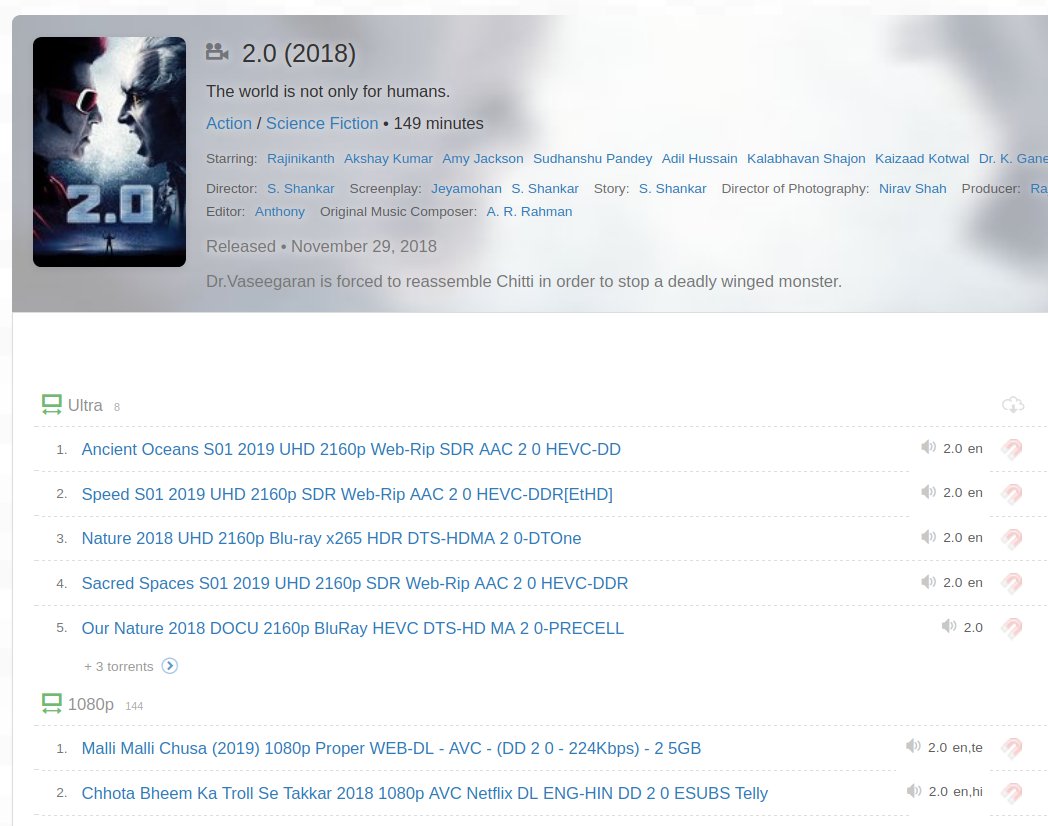 2.0
2.0 (2018)
The world is not only for humans.
Action / Science Fiction • 149 minutes
Starring: Rajinikanth Akshay Kumar Amy Jackson Sudhanshu Pandey Adil Hussain Kalabhavan Shajon Kaizaad Kotwal Dr. K. Gane
Director: S. Shankar Screenplay: Jeyamohan S. Shankar Story: S. Shankar Director of Photography: Nirav Shah Producer: Ra
Editor: Anthony Original Music Composer: A. R. Rahman
Released • November 29, 2018
Dr.Vaseegaran is forced to reassemble Chitti in order to stop a deadly winged monster.
Ultra 8
1. Ancient Oceans S01 2019 UHD 2160p Web-Rip SDR AAC 2 0 HEVC-DD 2.0 en
2. Speed S01 2019 UHD 2160p SDR Web-Rip AAC 2 0 HEVC-DDR[EtHD] 2.0 en
3. Nature 2018 UHD 2160p Blu-ray x265 HDR DTS-HDMA 2 0-DTOne 2.0 en
4. Sacred Spaces S01 2019 UHD 2160p SDR Web-Rip AAC 2 0 HEVC-DDR 2.0 en
5. Our Nature 2018 DOCU 2160p BluRay HEVC DTS-HD MA 2 0-PRECELL 2.0
+ 3 torrents
1080p 144
1. Malli Malli Chusa (2019) 1080p Proper WEB-DL - AVC - (DD 2 0 - 224Kbps) - 2 5GB 2.0 en,te
2. Chhota Bheem Ka Troll Se Takkar 2018 1080p AVC Netflix DL ENG-HIN DD 2 0 ESUBS Telly 2.0 en,hi